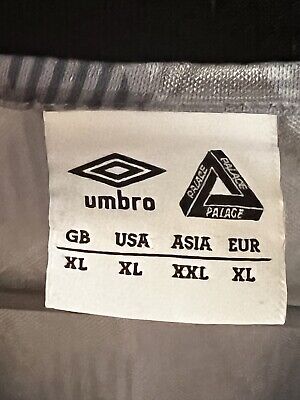 PALACE PALACE
umbro PALACE
GB USA ASIA EUR
XL XL XXL XL